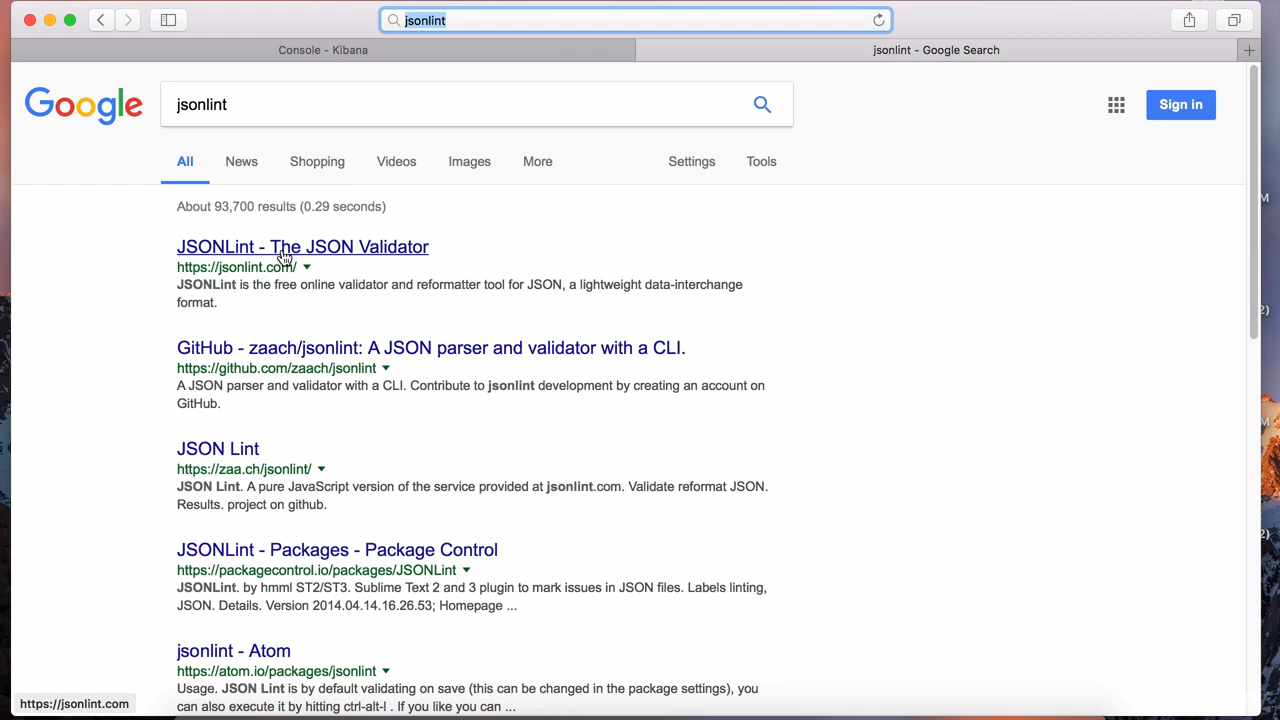 jsonlint
Console - Kibana
jsonlint - Google Search
Google
jsonlint
Sign in
All News Shopping Videos Images More Settings Tools
About 93,700 results (0.29 seconds)
JSONLint - The JSON Validator
https://jsonlint.com/
JSONLint is the free online validator and reformatter tool for JSON, a lightweight data-interchange
format.
GitHub - zaach/jsonlint: A JSON parser and validator with a CLI.
https://github.com/zaach/jsonlint
A JSON parser and validator with a CLI. Contribute to jsonlint development by creating an account on
GitHub.
JSON Lint
https://zaa.ch/jsonlint/
JSON Lint. A pure JavaScript version of the service provided at jsonlint.com. Validate reformat JSON.
Results. project on github.
JSONLint - Packages - Package Control
https://packagecontrol.io/packages/JSONLint
JSONLint. by hmml ST2/ST3. Sublime Text 2 and 3 plugin to mark issues in JSON files. Labels linting,
JSON. Details. Version 2014.04.14.16.26.53; Homepage ...
jsonlint - Atom
https://atom.io/packages/jsonlint
Usage. JSON Lint is by default validating on save (this can be changed in the package settings), you
can also execute it by hitting ctrl-alt-l . If you like you can ...
https://jsonlint.com